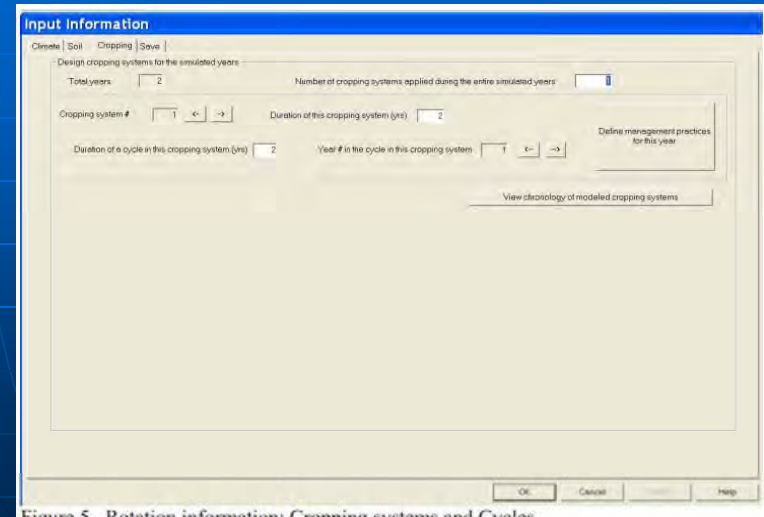 Input Information
Climate Soil Cropping Save
Design cropping systems for the simulated years
Total years 2 Number of cropping systems applied during the entire simulated years 1
Cropping system # 1 <- -> Duration of this cropping system (yrs) 2
Define management practices
for this year
Duration of a cycle in this cropping system (yrs) 2 Year # in the cycle in this cropping system 1 <-- -->
View chronology of modeled cropping systems
OK Cancel Help
Figure 5. Rotation information: Cropping systems and Cycles